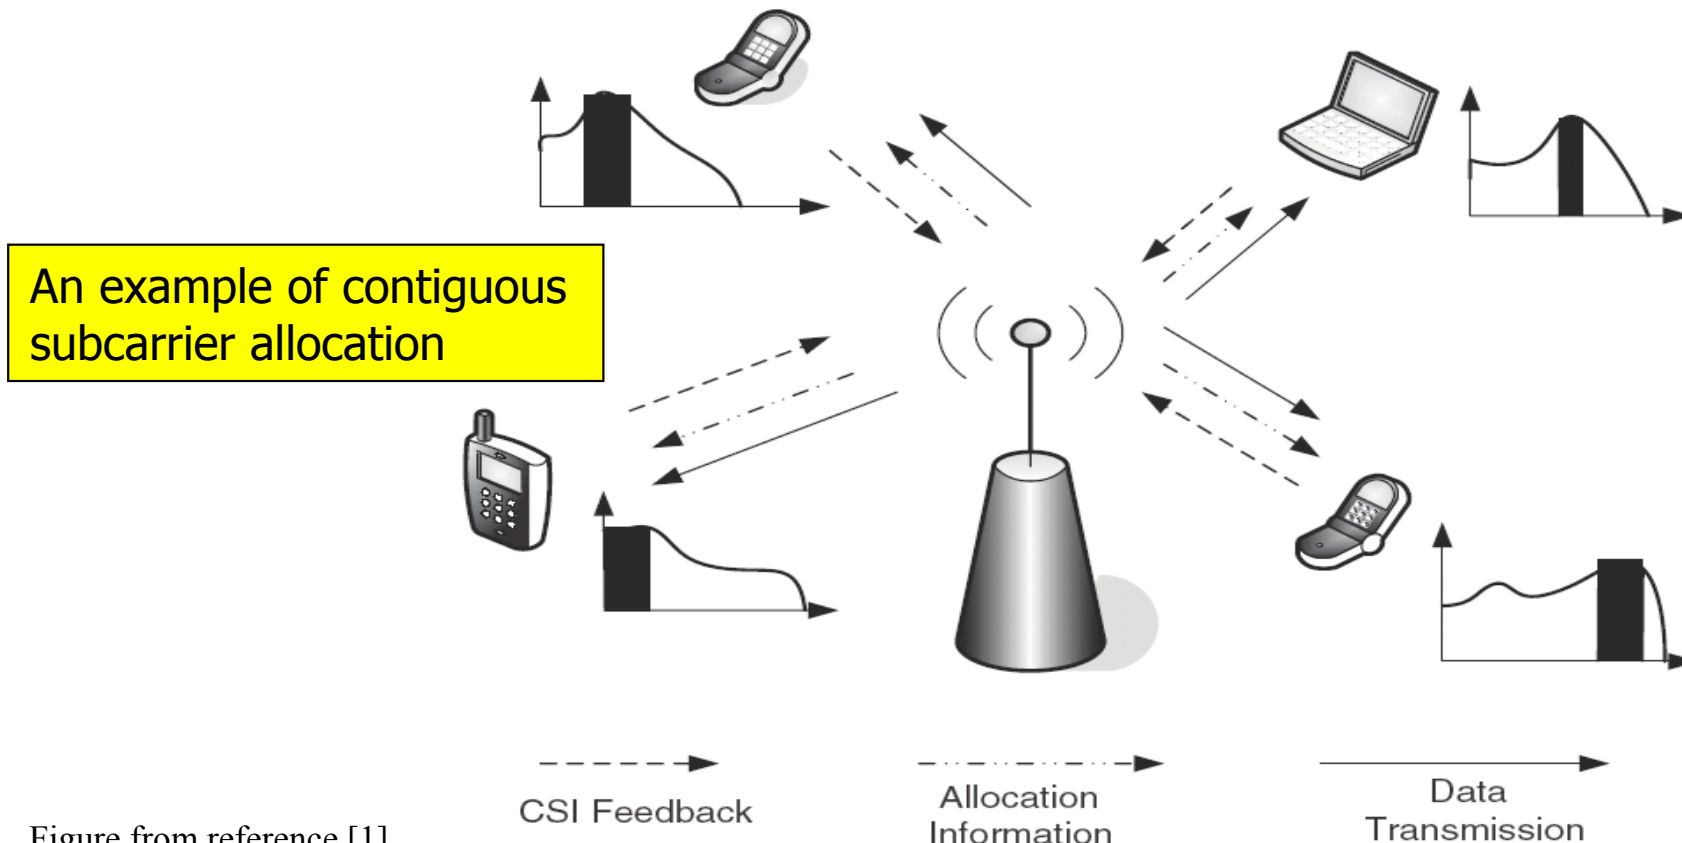 An example of contiguous
subcarrier allocation
CSI Feedback
Allocation
Information
Data
Transmission
Figure from reference [1]